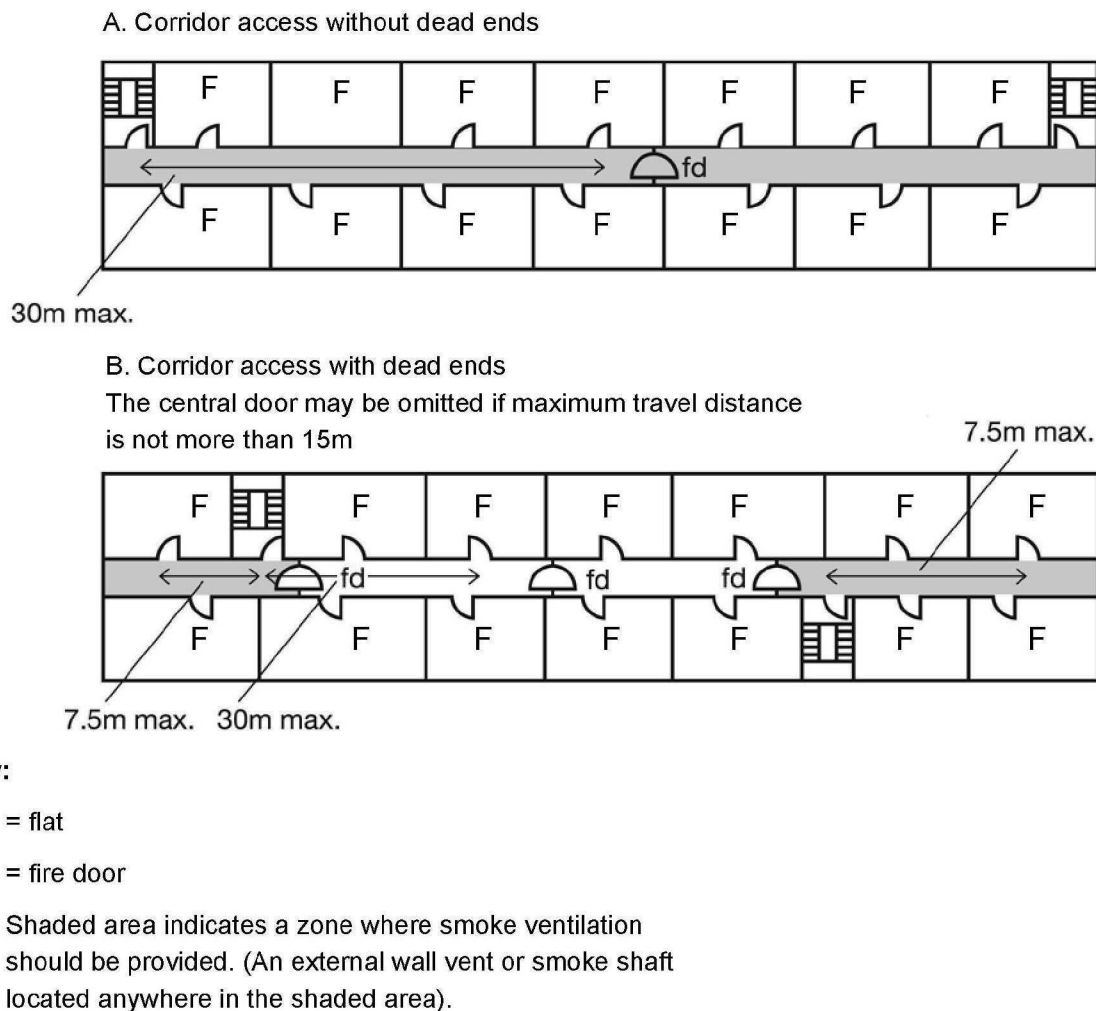 A. Corridor access without dead ends
F F F F F F F
fd
F F F F F F F
30m max.
B. Corridor access with dead ends
The central door may be omitted if maximum travel distance
is not more than 15m
7.5m max.
F F F F F F F
fd fd fd
F F F F F F F
7.5m max. 30m max.
:
= flat
= fire door
Shaded area indicates a zone where smoke ventilation
should be provided. (An external wall vent or smoke shaft
located anywhere in the shaded area).